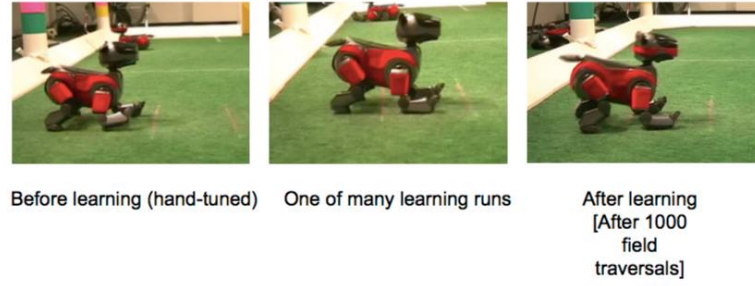 Before learning (hand-tuned)
One of many learning runs
After learning
[After 1000
field
traversals]